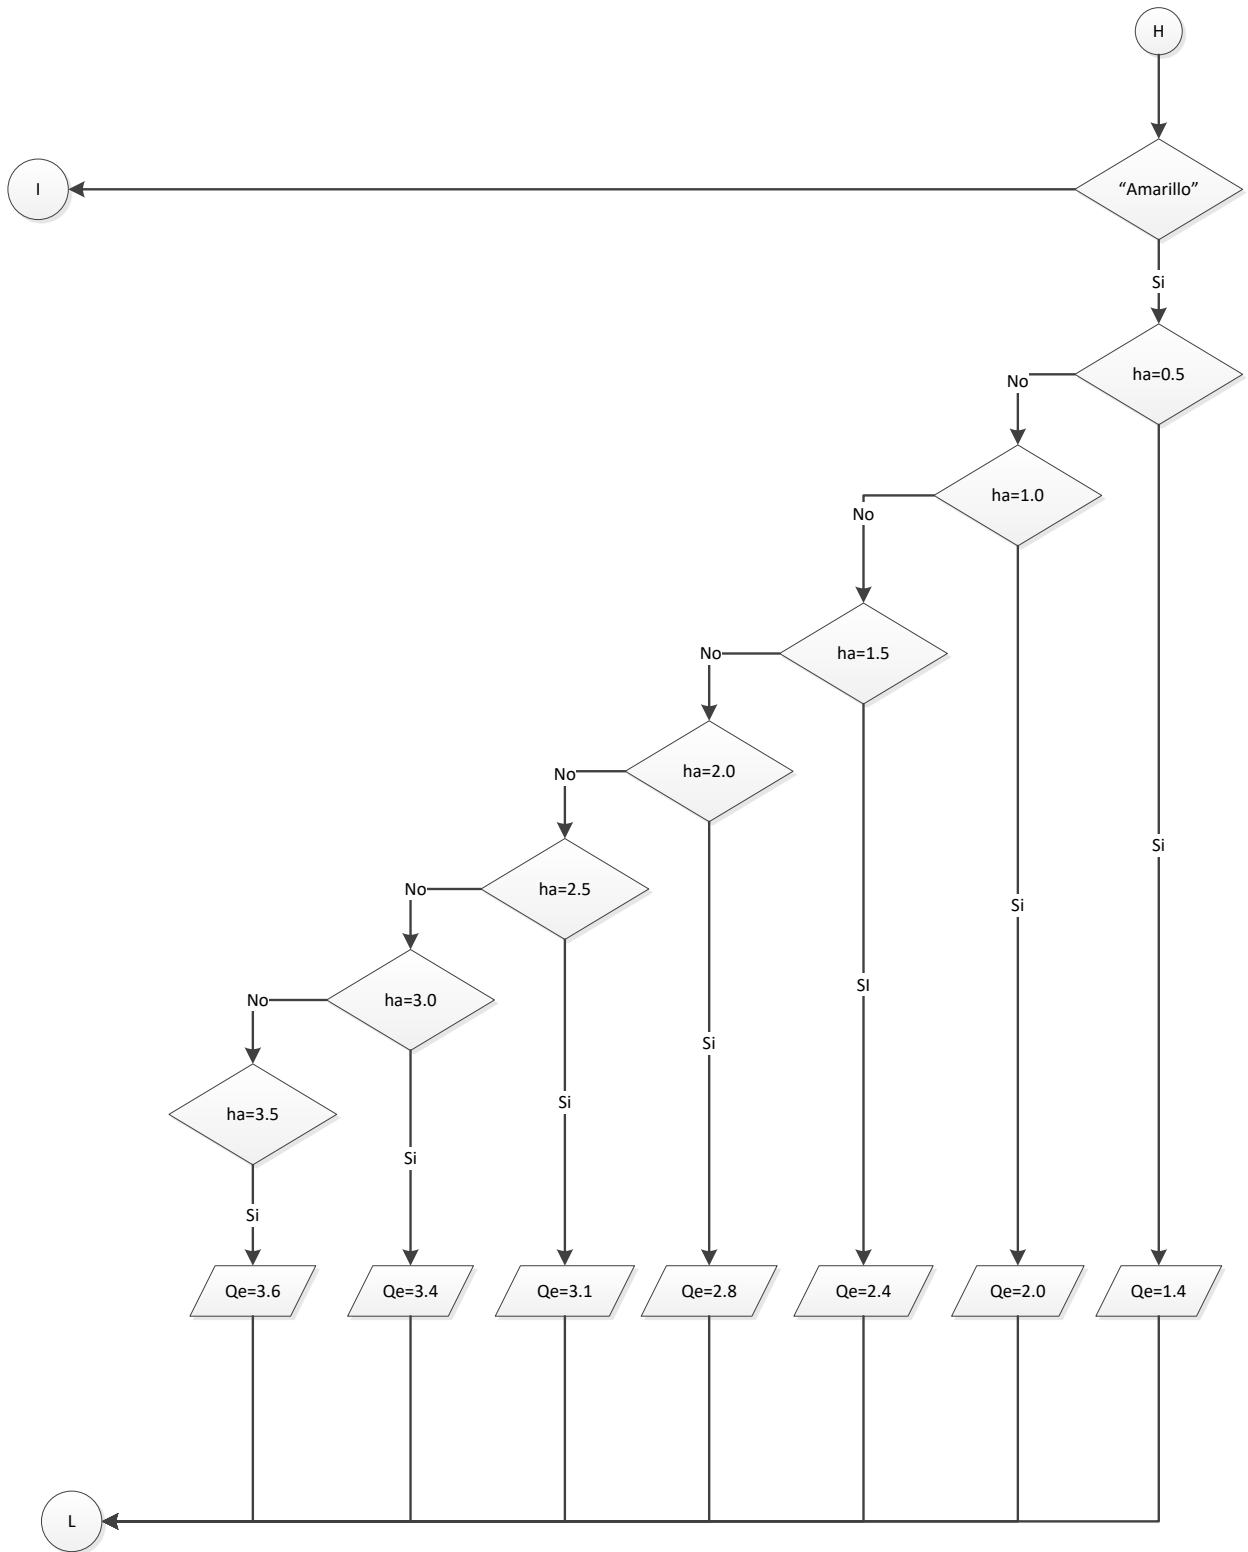 H
I
“Amarillo”
Si
ha=0.5
No
ha=1.0
No
ha=1.5
No
ha=2.0
No
Si
ha=2.5
No
Si
SI
ha=3.0
No
Si
Si
ha=3.5
Si
Si
Qe=3.6
Qe=3.4
Qe=3.1
Qe=2.8
Qe=2.4
Qe=2.0
Qe=1.4
L